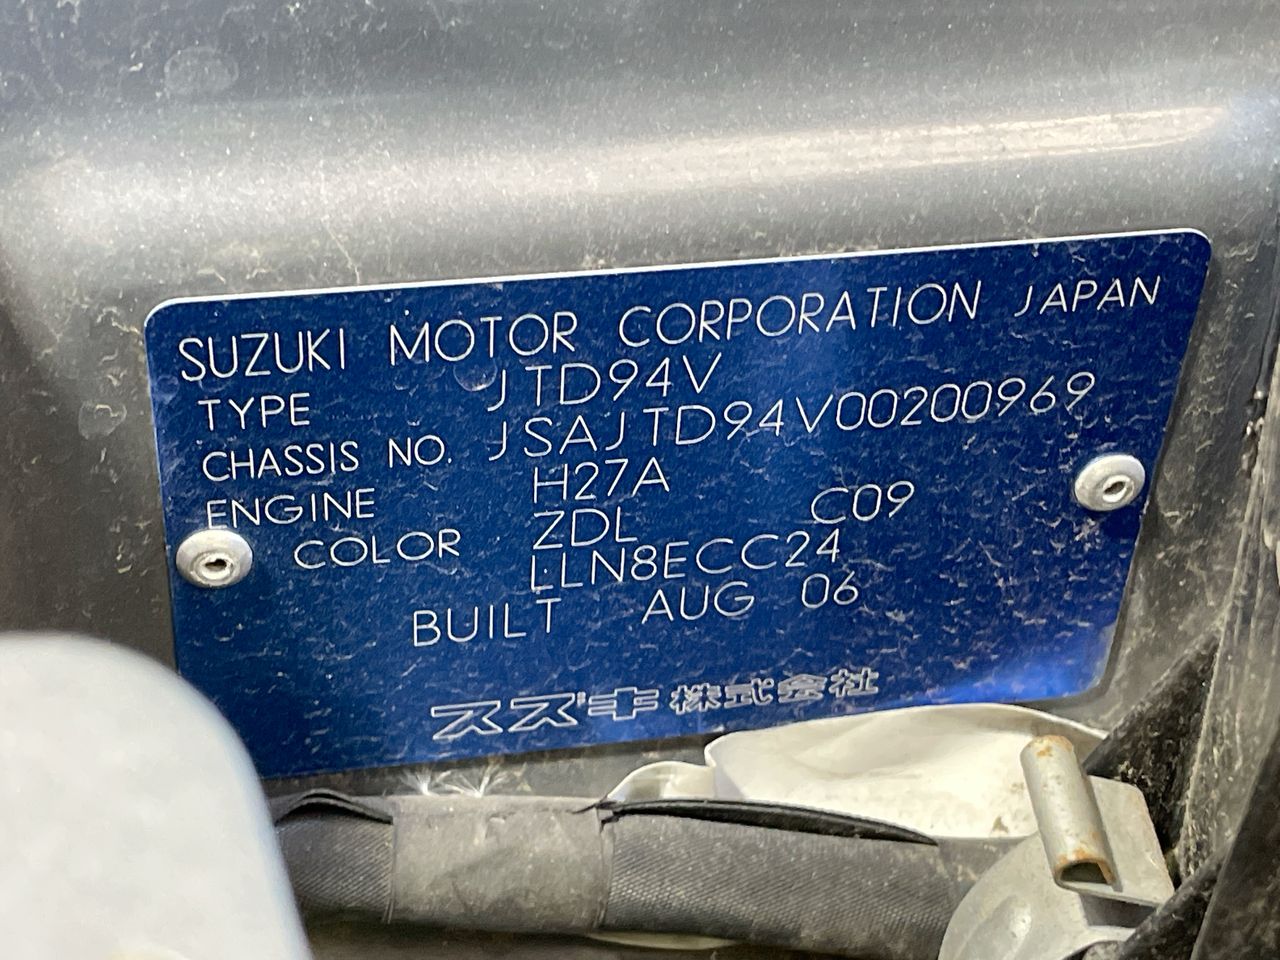 SUZUKI MOTOR CORPORATION JAPAN
TYPE JTD94V
CHASSIS NO. JSAJTD94V00200969
ENGINE H27A
COLOR ZDL C09
LLN8ECC24
BUILT AUG 06
スズキ株式会社